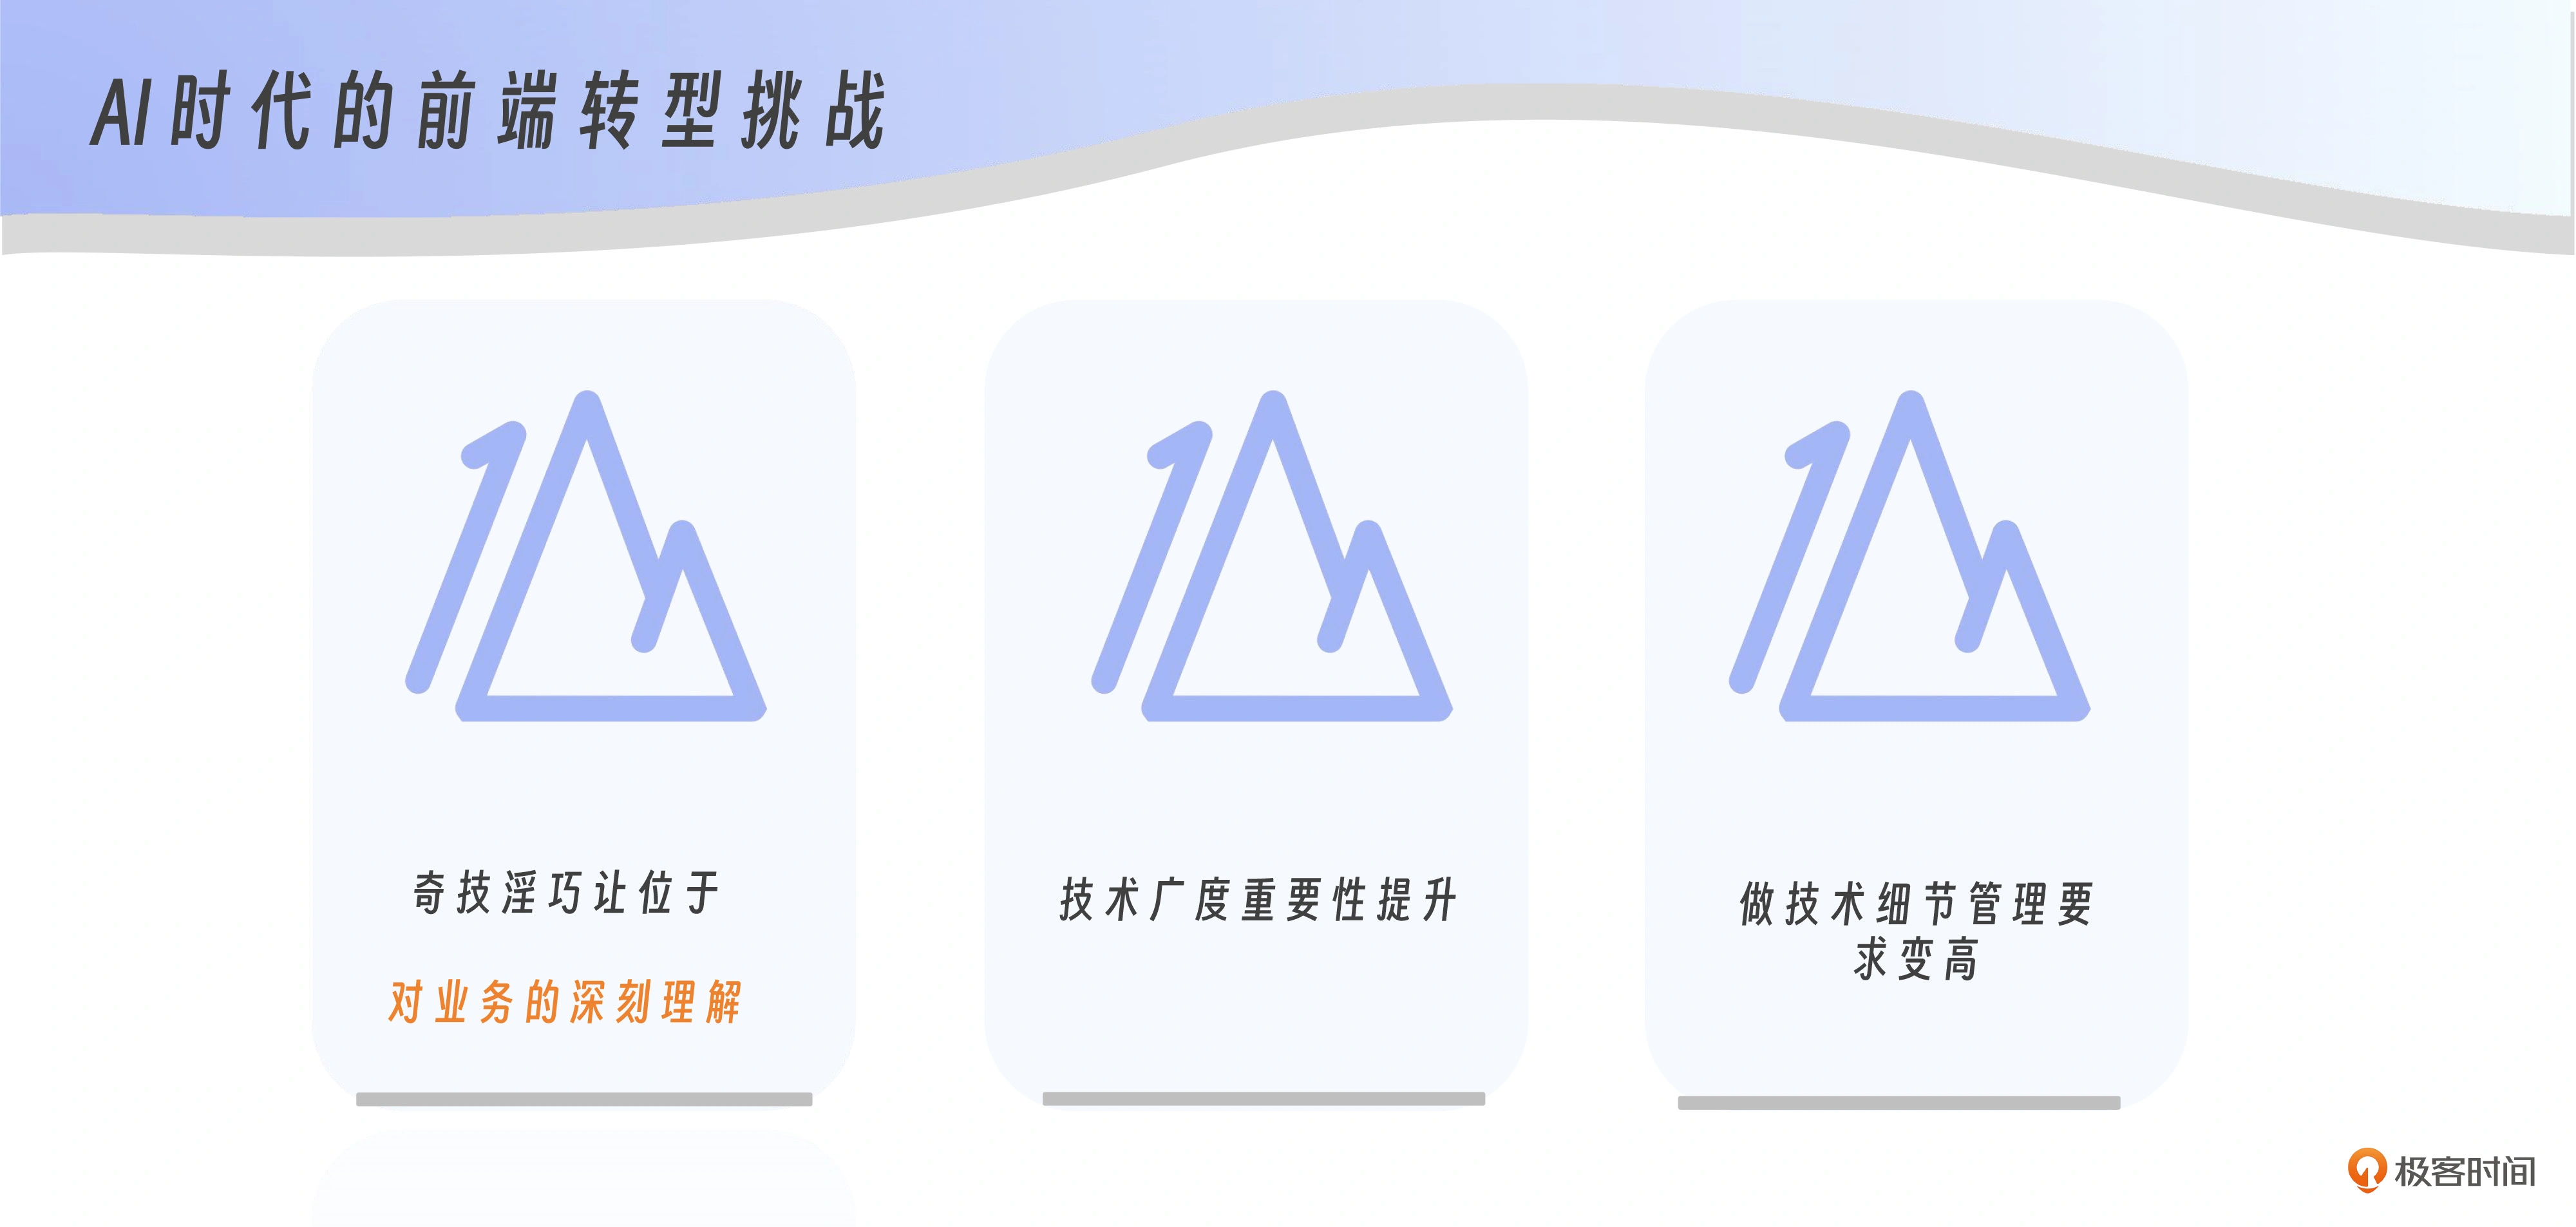 AI时代的前端转型挑战
奇技淫巧让位于
对业务的深刻理解
技术广度重要性提升
做技术细节管理要
求变高
极客时间